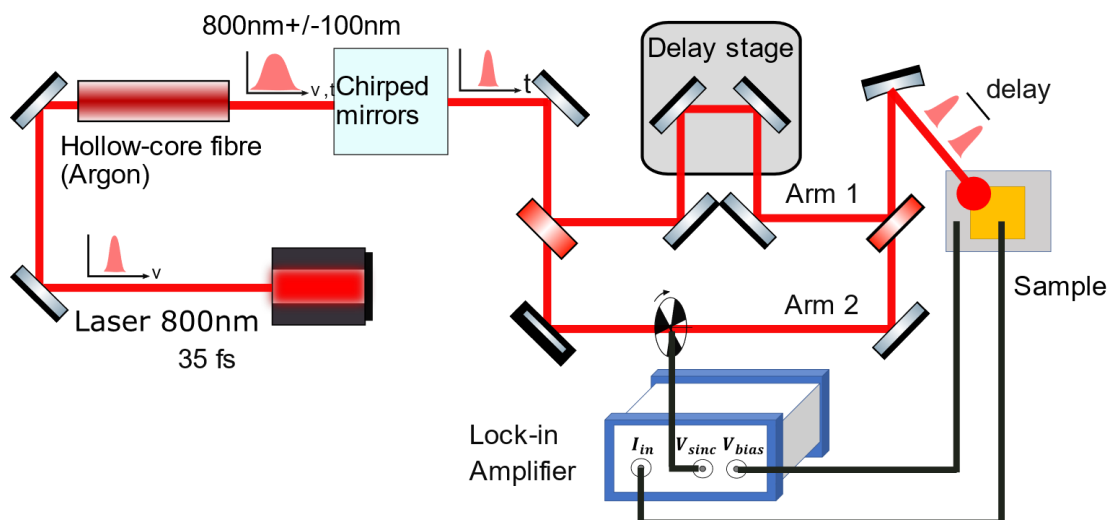 800nm+/-100nm
v ,t
Chirped
mirrors
t
Hollow-core fibre
(Argon)
v
Laser 800nm
35 fs
Delay stage
Arm 1
Arm 2
delay
Sample
Lock-in
Amplifier
I_in V_sinc V_bias